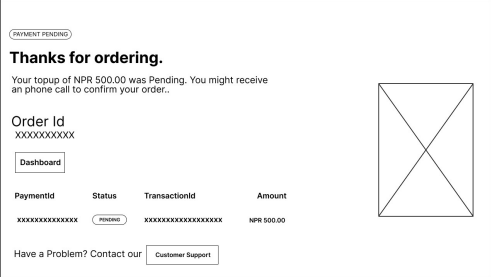 PAYMENT PENDING
Thanks for ordering.
Your topup of NPR 500.00 was Pending. You might receive
an phone call to confirm your order..
Order Id
XXXXXXXXXX
Dashboard
PaymentId Status TransactionId Amount
XXXXXXXXXXXXXX PENDING XXXXXXXXXXXXXXXXXX NPR 500.00
Have a Problem? Contact our Customer Support